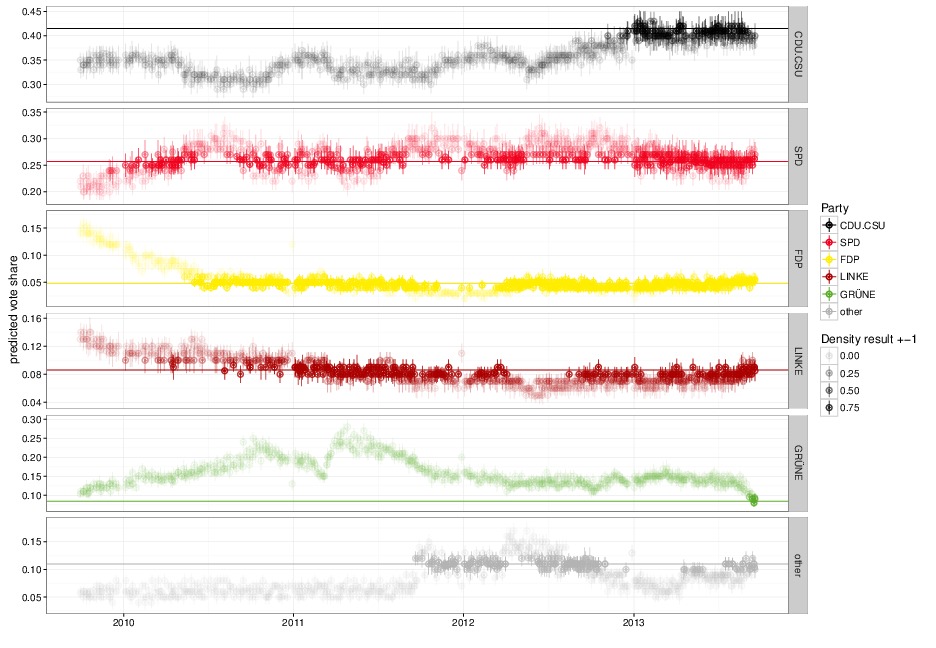 predicted vote share
0.45
0.40
0.35
0.30
CDU.CSU
0.35
0.30
0.25
0.20
SPD
0.15
0.10
0.05
FDP
0.16
0.12
0.08
0.04
LINKE
0.30
0.25
0.20
0.15
0.10
GRÜNE
0.15
0.10
0.05
other
2010 2011 2012 2013
Party
CDU.CSU
SPD
FDP
LINKE
GRÜNE
other
Density result +−1
0.00
0.25
0.50
0.75